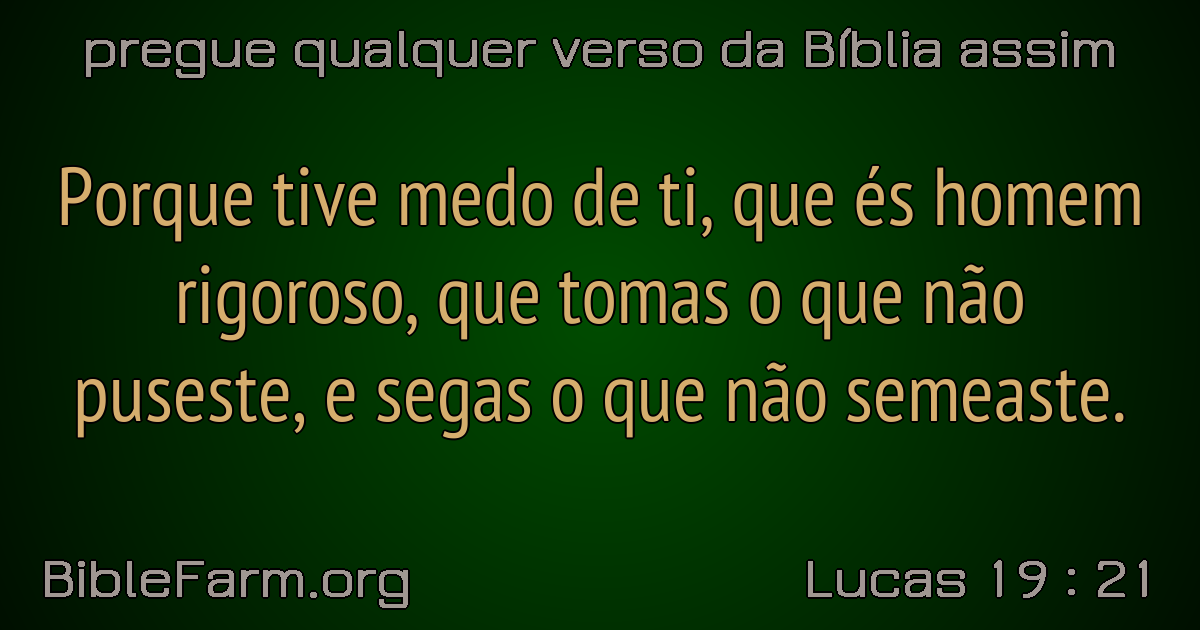 pregue qualquer verso da Bíblia assim
Porque tive medo de ti, que és homem
rigoroso, que tomas o que não
puseste, e segas o que não semeaste.
BibleFarm.org
Lucas 19 : 21